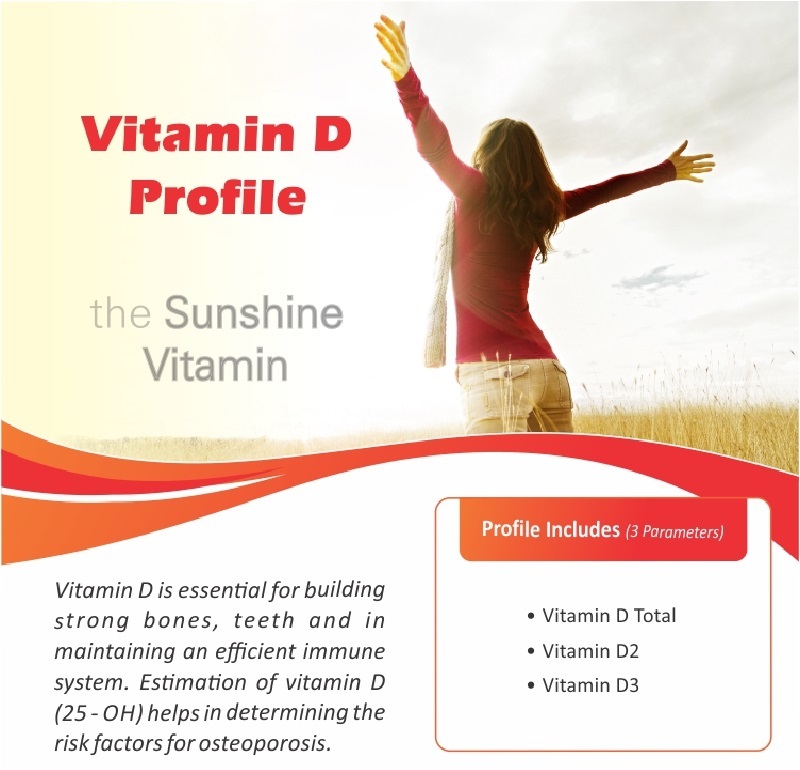 Vitamin D
Profile
the Sunshine
Vitamin
Profile Includes (3 Parameters)
• Vitamin D Total
• Vitamin D2
• Vitamin D3
Vitamin D is essential for building
strong bones, teeth and in
maintaining an efficient immune
system. Estimation of vitamin D
(25 - OH) helps in determining the
risk factors for osteoporosis.